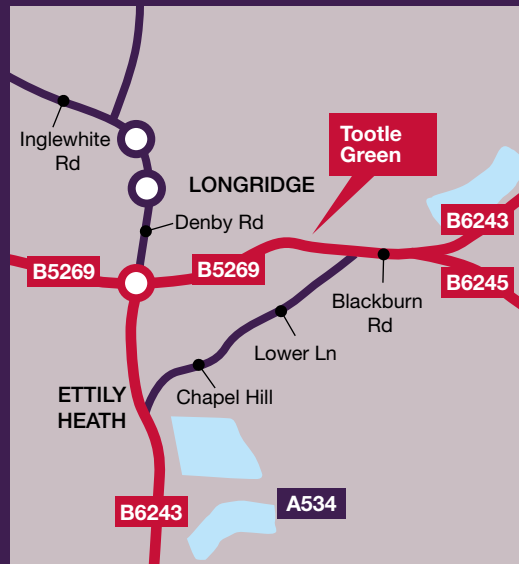 Inglewhite
Rd
Tootle
Green
LONGRIDGE
Denby Rd
B6243
B5269
B5269
B6245
Blackburn
Rd
Lower Ln
ETTILY
HEATH
Chapel Hill
B6243
A534